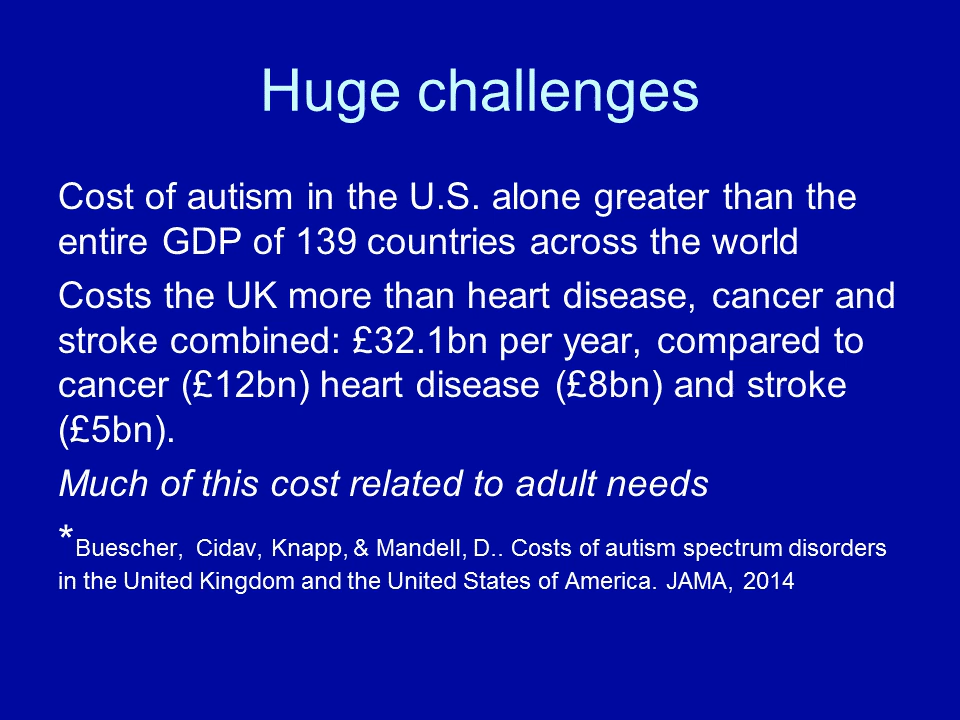 Huge challenges
Cost of autism in the U.S. alone greater than the
entire GDP of 139 countries across the world
Costs the UK more than heart disease, cancer and
stroke combined: £32.1bn per year, compared to
cancer (£12bn) heart disease (£8bn) and stroke
(£5bn).
Much of this cost related to adult needs
*Buescher, Cidav, Knapp, & Mandell, D.. Costs of autism spectrum disorders
in the United Kingdom and the United States of America. JAMA, 2014